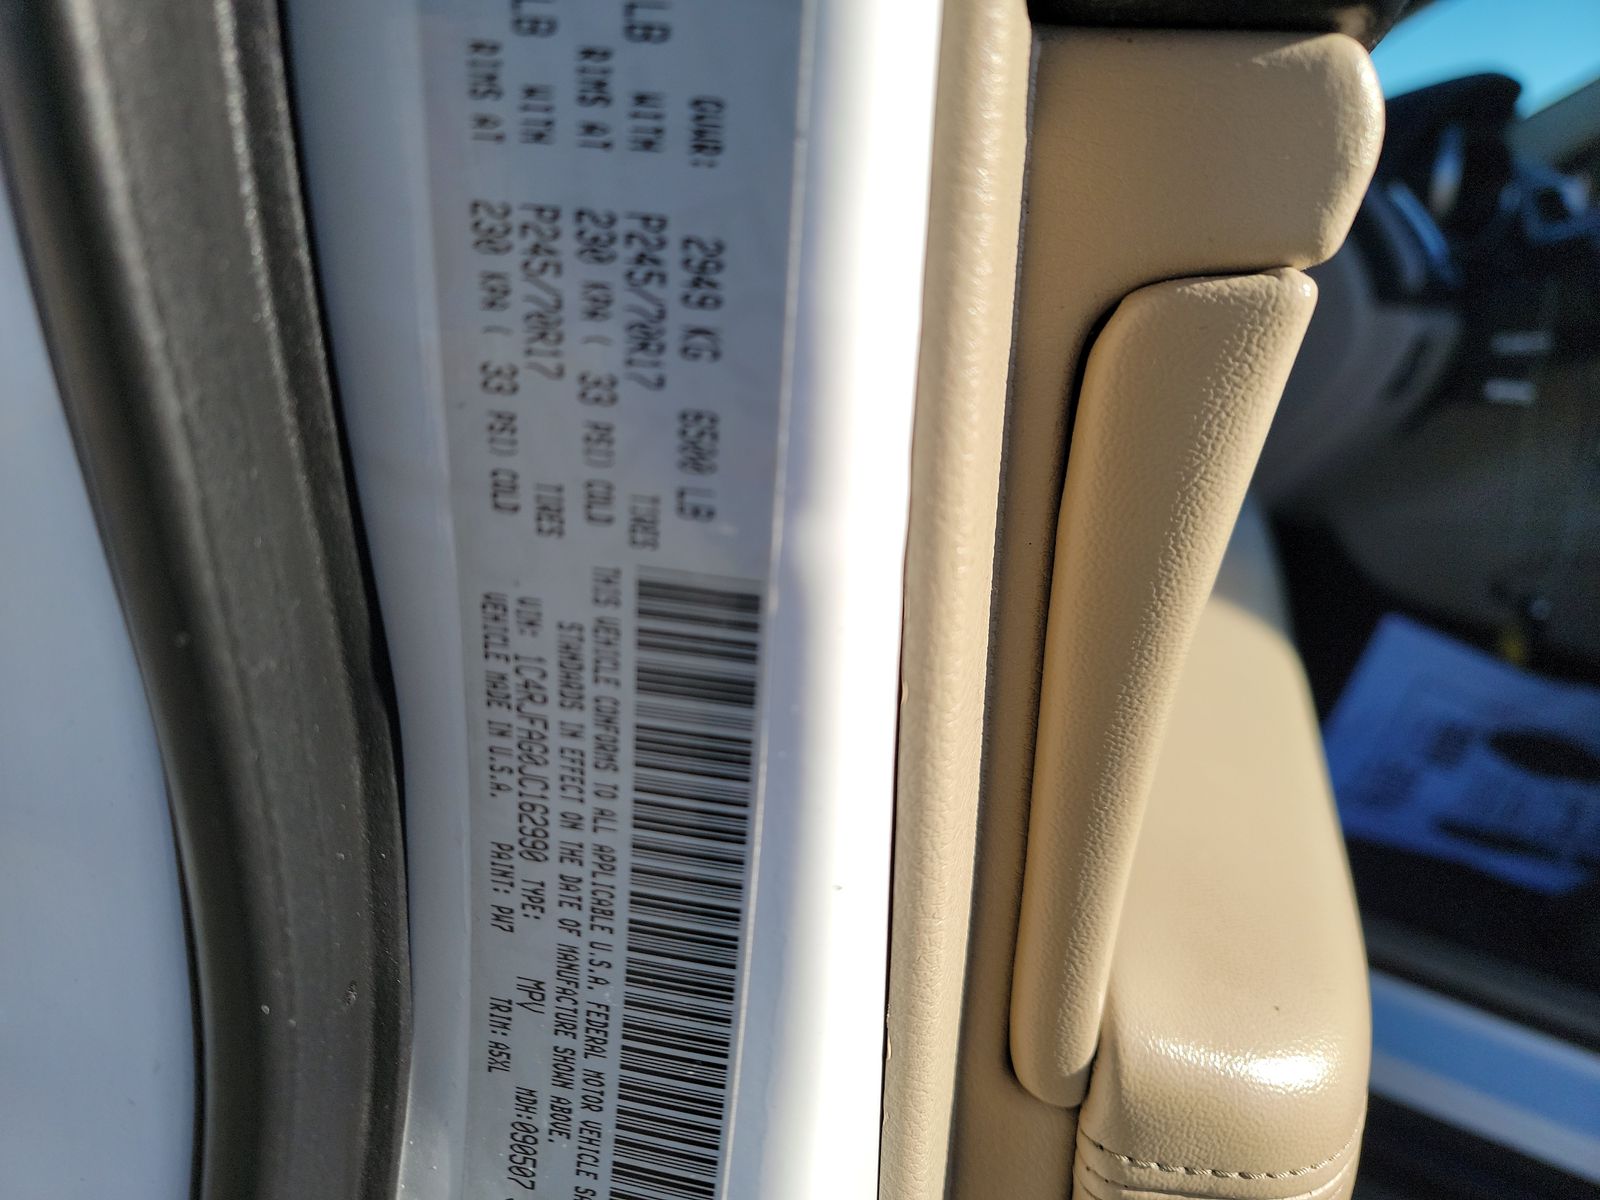 GVWR: 2949 KG 6500 LB
LB WITH P245/70R17 TIRES
RIMS AT 230 KPA ( 33 PSI) COLD
LB WITH P245/70R17 TIRES
RIMS AT 230 KPA ( 33 PSI) COLD
THIS VEHICLE CONFORMS TO ALL APPLICABLE U.S.A. FEDERAL MOTOR VEHICLE SA
STANDARDS IN EFFECT ON THE DATE OF MANUFACTURE SHOWN ABOVE.
VIN: 1C4RJFAG0JC162990 TYPE: MPV MDH:090507
VEHICLE MADE IN U.S.A. PAINT: PW7 TRIM: A5XL